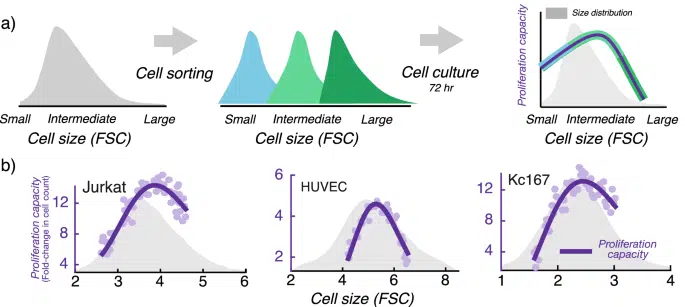 a)
Cell sorting
Cell culture
72 hr
Small Intermediate Large
Cell size (FSC)
Small Intermediate Large
Cell size (FSC)
Proliferation capacity
Size distribution
Small Intermediate Large
Cell size (FSC)
b)
Proliferation capacity
(Fold-change in cell count)
Jurkat
12
8
4
2 3 4 5 6
HUVEC
6
4
2
2 4 6 8
Cell size (FSC)
Kc167
12
8
4
1 2 3 4
Proliferation
capacity